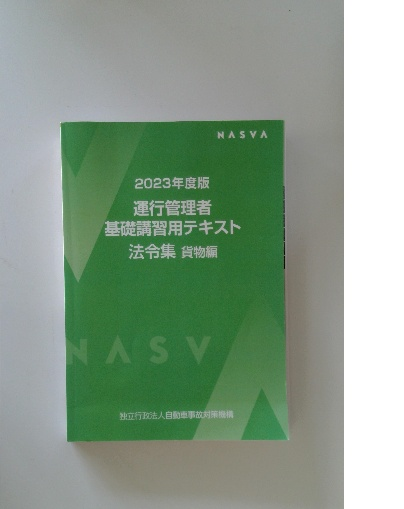 NASVA
2023年度版
運行管理者
基礎講習用テキスト
法令集 貨物編
NASV
独立行政法人自動車事故対策機構